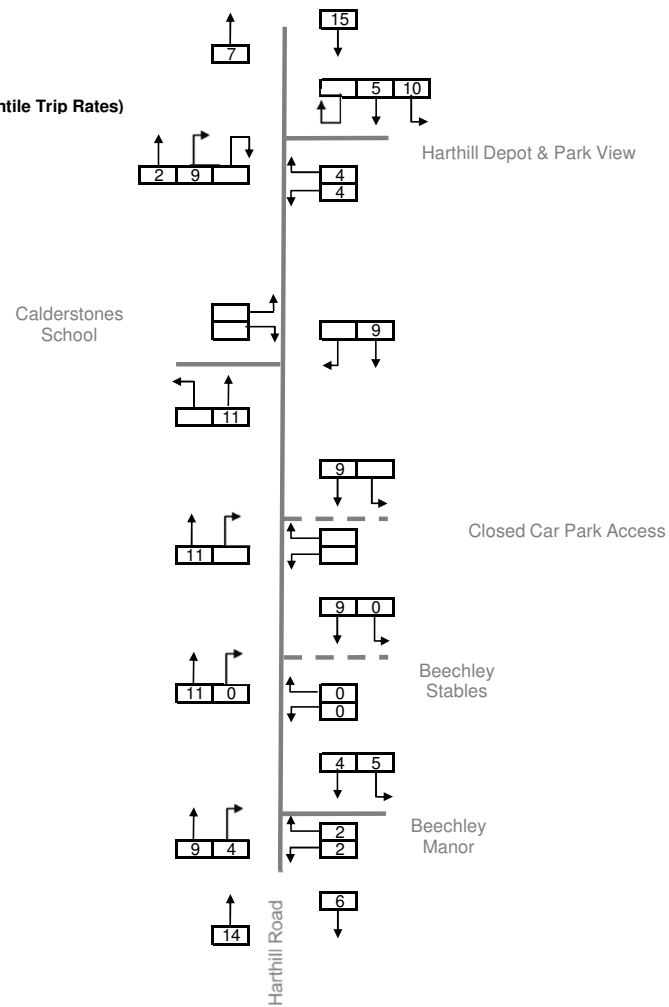 15
7
5 10
ntile Trip Rates)
Harthill Depot & Park View
2 9
4
4
Calderstones
School
9
11
9
Closed Car Park Access
11
9 0
Beechley
Stables
11 0
0
0
4 5
Beechley
Manor
9 4
2
2
6
14
Harthill Road